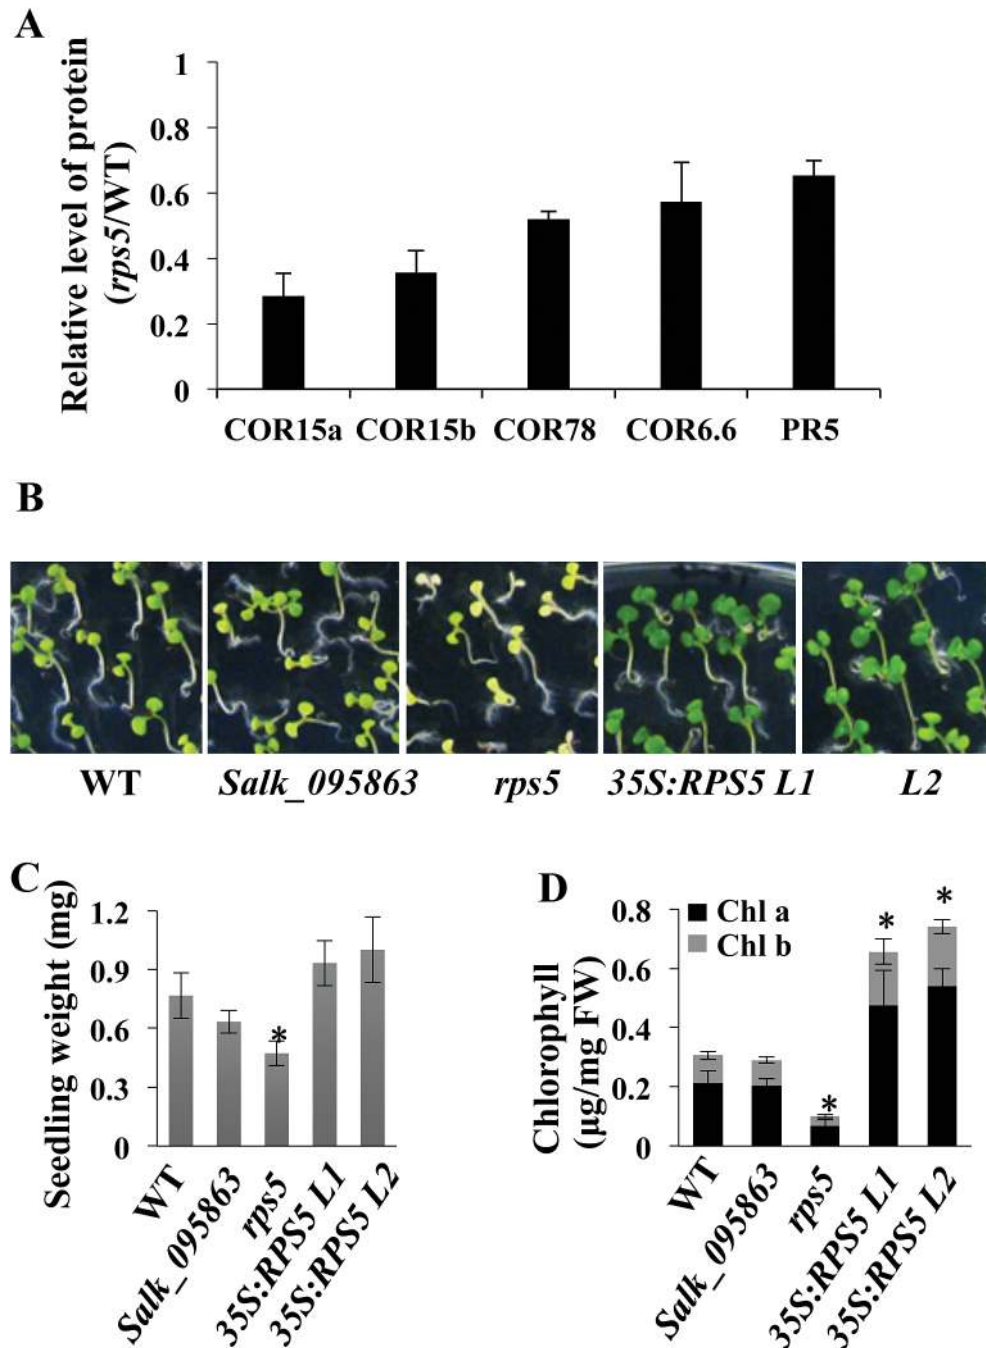 A
Relative level of protein
(rps5/WT)
1
0.8
0.6
0.4
0.2
0
COR15a COR15b COR78 COR6.6 PR5
B
WT Salk_095863 rps5 35S:RPS5 L1 L2
C
Seedling weight (mg)
1.2
0.9
0.6
0.3
0
*
WT
Salk_095863
rps5
35S:RPS5 L1
35S:RPS5 L2
D
Chlorophyll
(µg/mg FW)
0.8
0.6
0.4
0.2
0
Chl a
Chl b
*
*
*
WT
Salk_095863
rps5
35S:RPS5 L1
35S:RPS5 L2